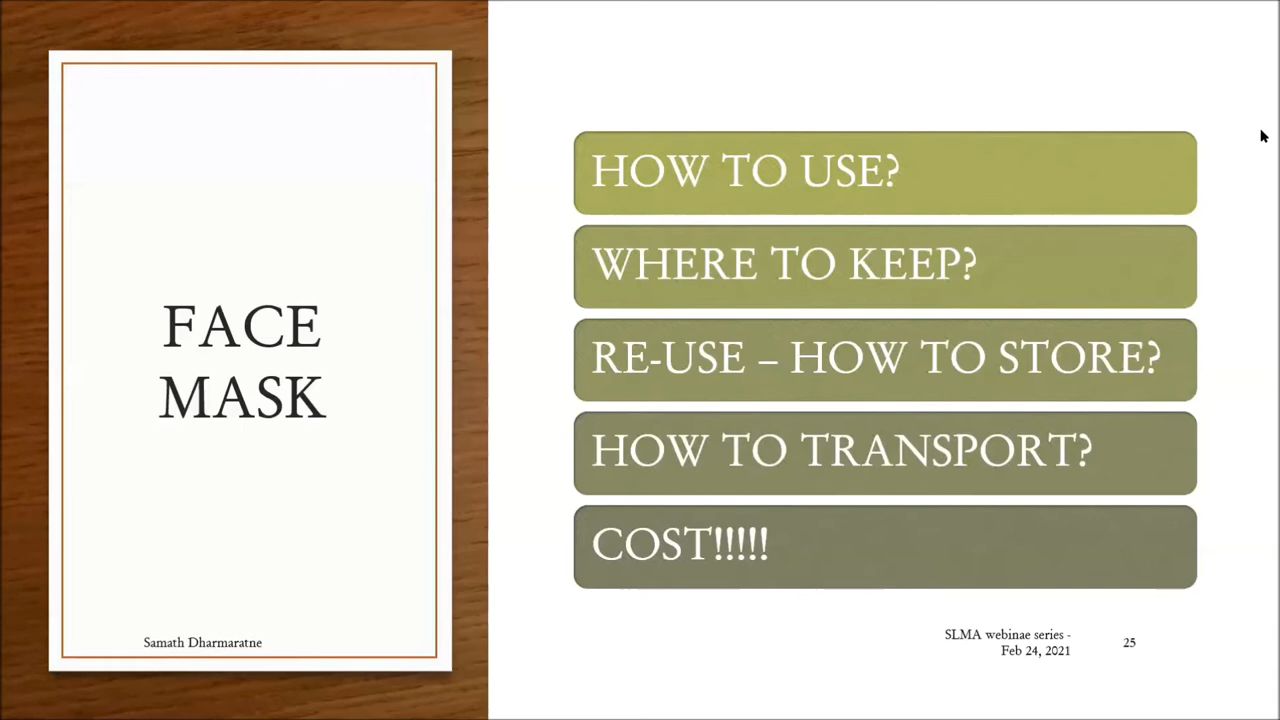 FACE
MASK
Samath Dharmaratne
HOW TO USE?
WHERE TO KEEP?
RE-USE – HOW TO STORE?
HOW TO TRANSPORT?
COST!!!!!
SLMA webinae series -
Feb 24, 2021
25